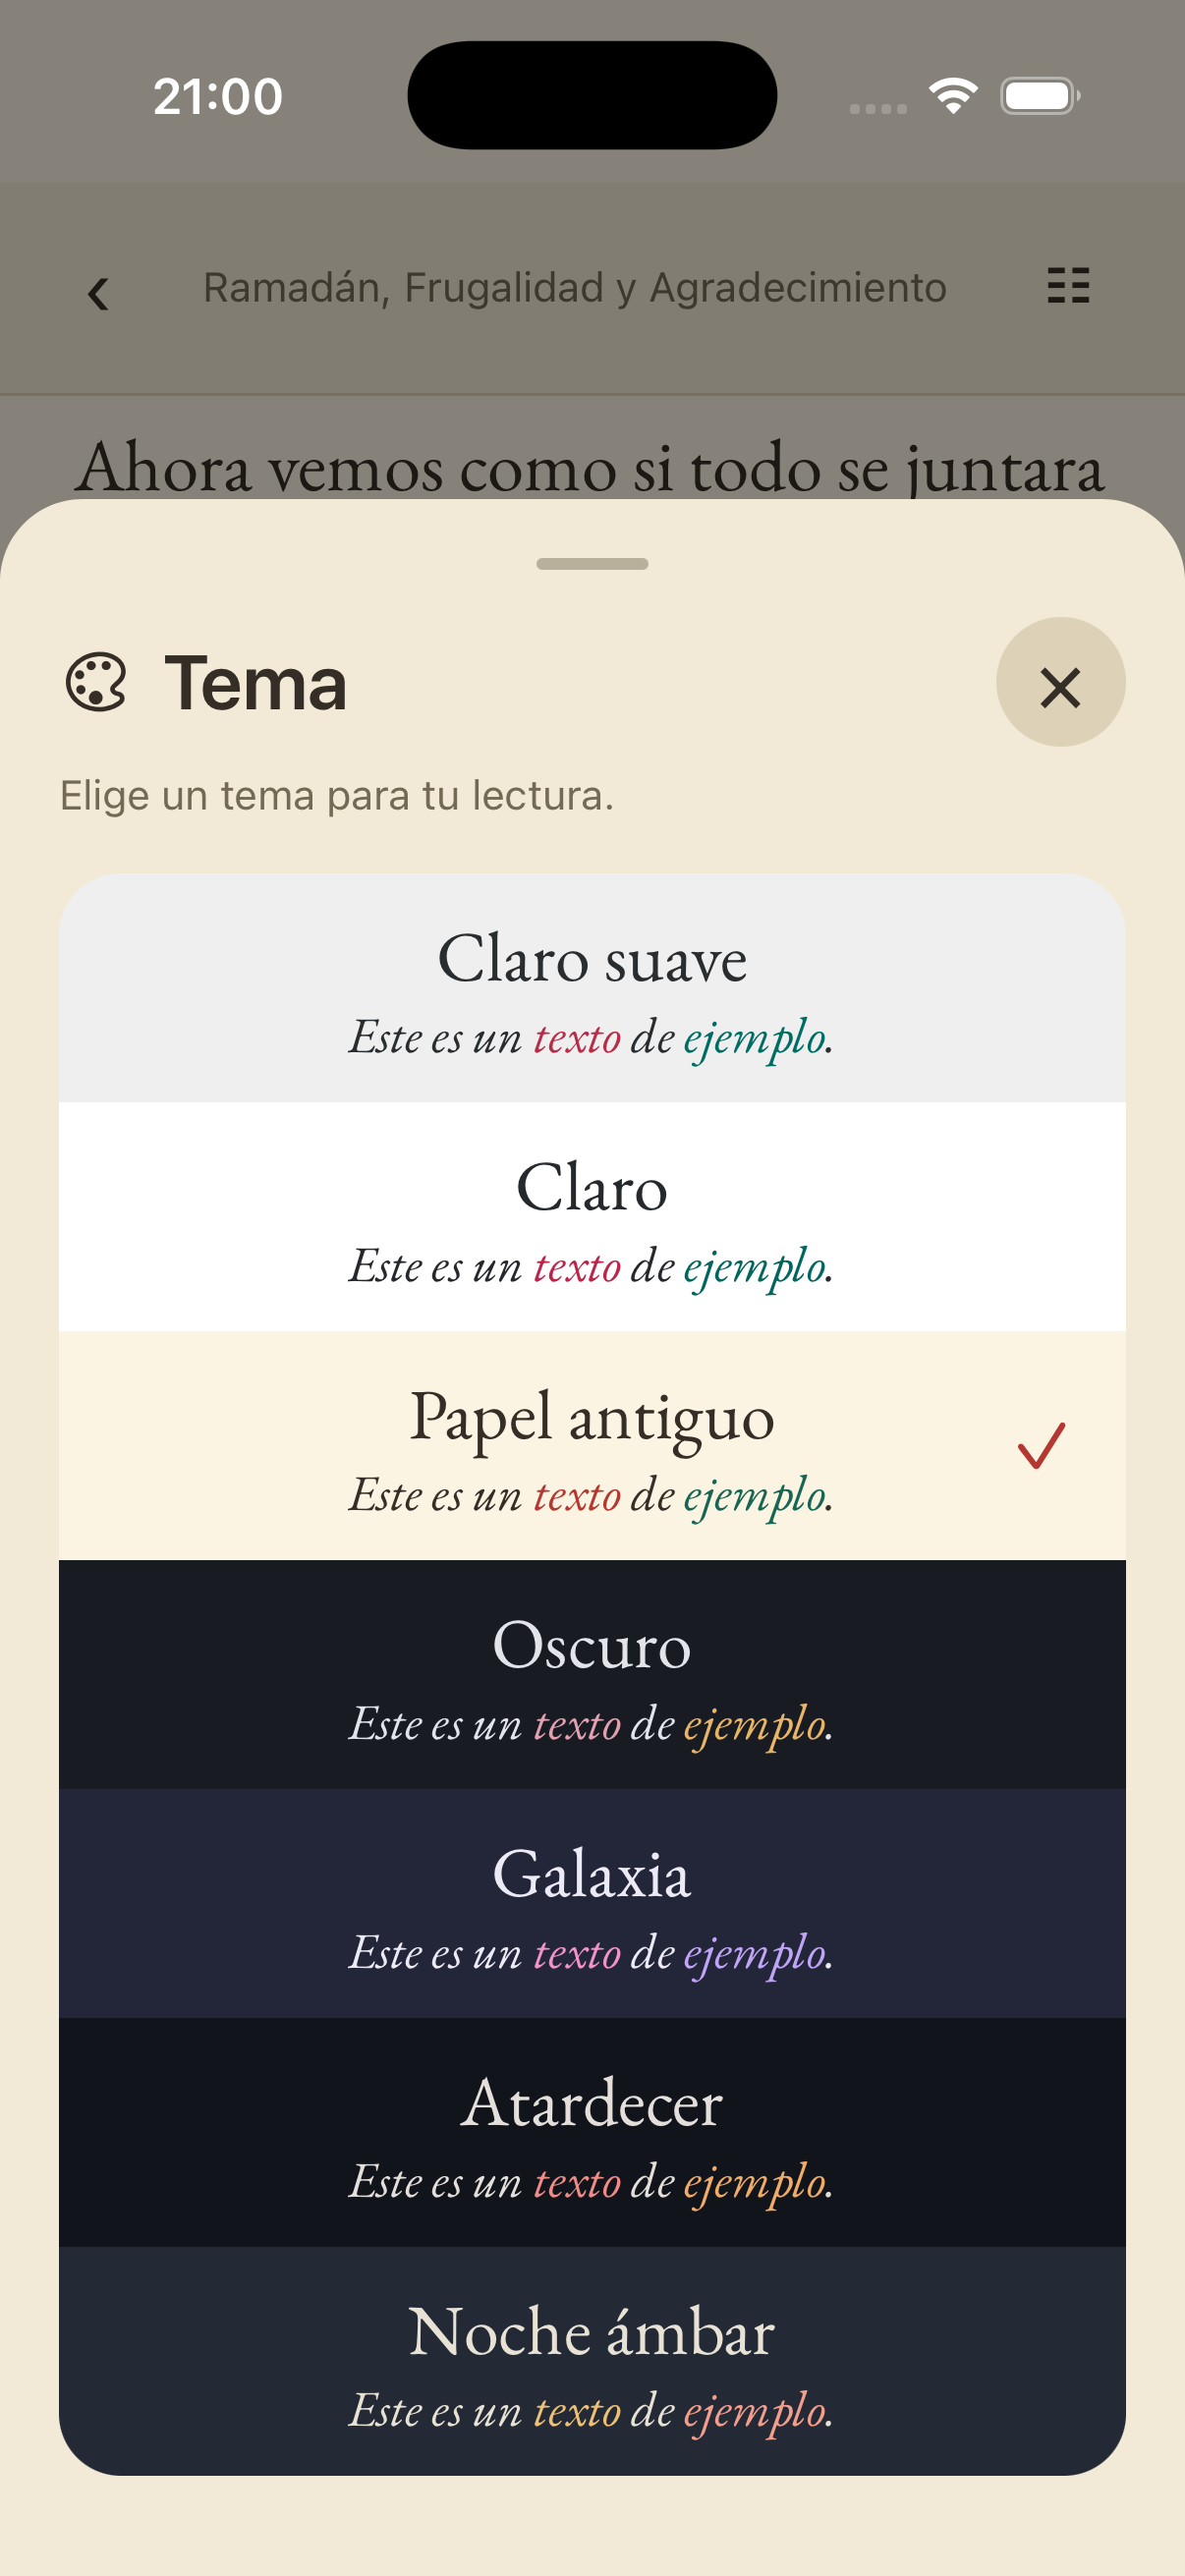 21:00
Ramadán, Frugalidad y Agradecimiento
Ahora vemos como si todo se juntara
Tema
Elige un tema para tu lectura.
Claro suave
Este es un texto de ejemplo.
Claro
Este es un texto de ejemplo.
Papel antiguo
Este es un texto de ejemplo.
Oscuro
Este es un texto de ejemplo.
Galaxia
Este es un texto de ejemplo.
Atardecer
Este es un texto de ejemplo.
Noche ámbar
Este es un texto de ejemplo.